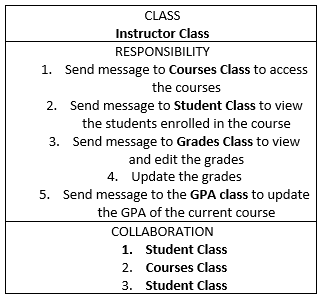 CLASS
Instructor Class
RESPONSIBILITY
1. Send message to Courses Class to access
the courses
2. Send message to Student Class to view
the students enrolled in the course
3. Send message to Grades Class to view
and edit the grades
4. Update the grades
5. Send message to the GPA class to update
the GPA of the current course
COLLABORATION
1. Student Class
2. Courses Class
3. Student Class